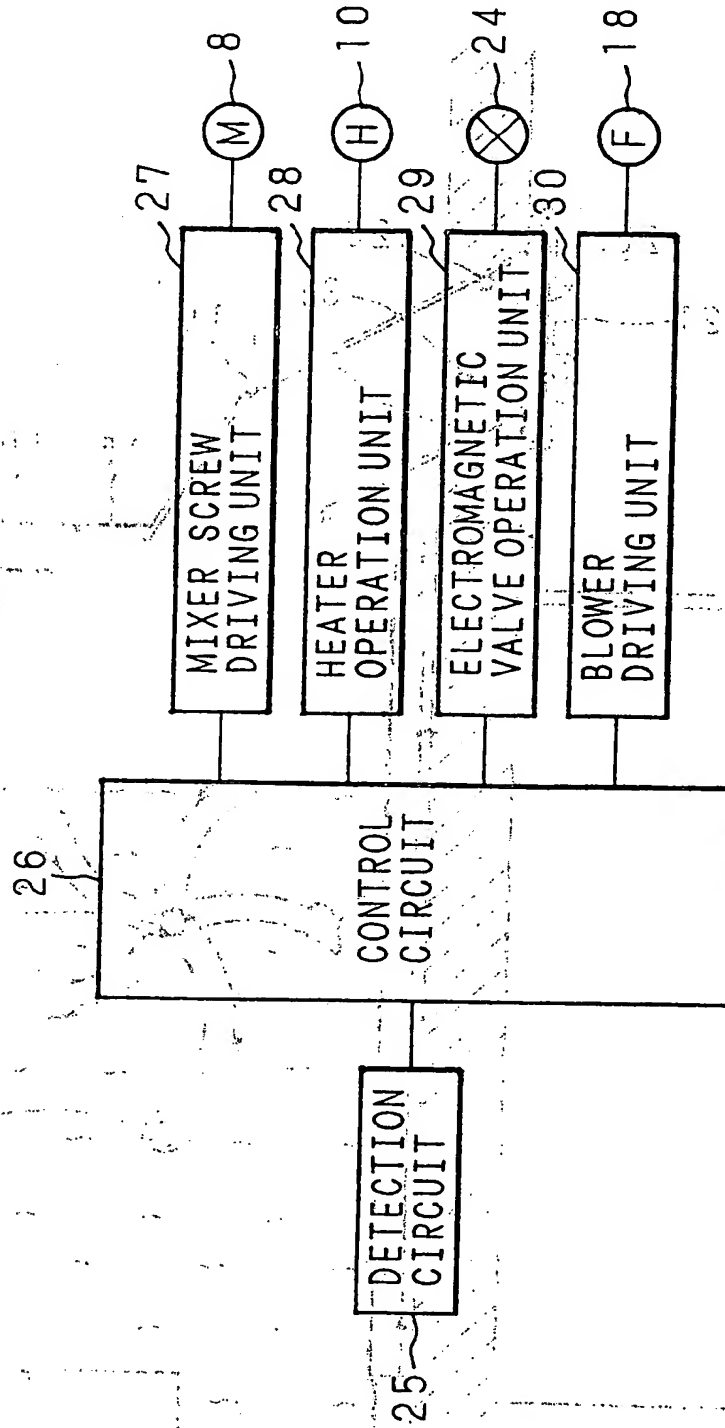 26
25
DETECTION
CIRCUIT
CONTROL
CIRCUIT
27
MIXER SCREW
DRIVING UNIT
M
8
28
HEATER
OPERATION UNIT
H
10
29
ELECTROMAGNETIC
VALVE OPERATION UNIT
24
30
BLOWER
DRIVING UNIT
F
18